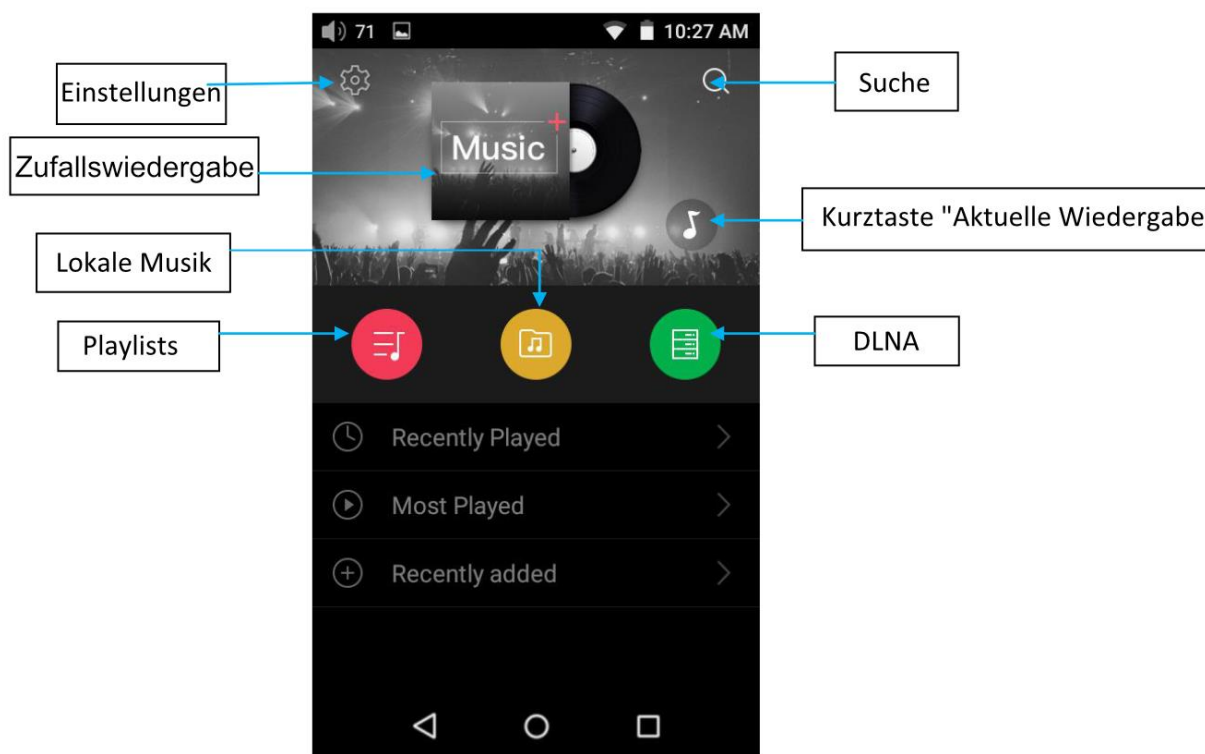 71
10:27 AM
Einstellungen
Suche
Music
Zufallswiedergabe
Kurztaste "Aktuelle Wiedergabe
Lokale Musik
Playlists
DLNA
Recently Played
Most Played
Recently added